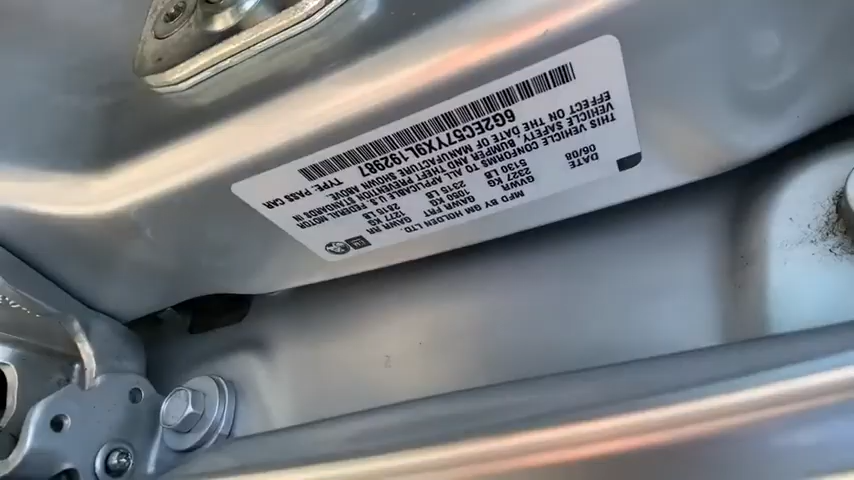 GM
MFD BY GM HOLDEN LTD
DATE GVWR GAWR FRT GAWR RR
06/08 2327 KG 1050 KG 1277 KG
5130 LB 2315 LB 2816 LB
THIS VEHICLE CONFORMS TO ALL APPLICABLE U.S. FEDERAL MOTOR
VEHICLE SAFETY, BUMPER, AND THEFT PREVENTION STANDARDS IN
EFFECT ON THE DATE OF MANUFACTURE SHOWN ABOVE.
6G2EC57YX9L192987 TYPE: PASS CAR